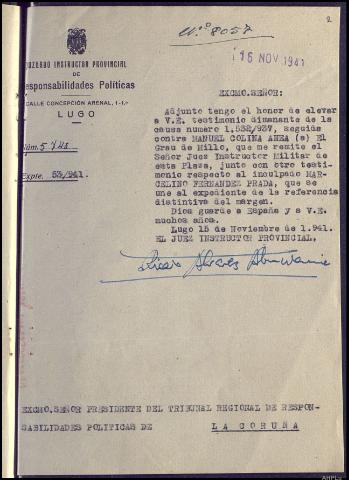 2
Nº 8057
16 NOV 1941
JUZGADO INSTRUCTOR PROVINCIAL
DE
Responsabilidades Políticas
CALLE CONCEPCIÓN ARENAL, 1-1.º
LUGO
Núm. 5.741
Expte. 53/941.
EXCMO.SEÑOR:
Adjunto tengo el honor de elevar
a V.E. testimonio dimanante de la
causa numero 1.532/937, seguida
contra MANUEL COLINA ANEA (a) El
Grau de Millo, que me remite el
Señor Juez Instructor Militar de
esta Plaza, junto con otro testi-
monio respecto al inculpado MAR-
CELINO FERNANDEZ PRADA, que se
une al expediente de la referencia
distintiva del margen.
Dios guarde a España y a V.E.
muchos años.
Lugo 15 de Noviembre de 1.941.
EL JUEZ INSTRUCTOR PROVINCIAL,
EXCMO.SEÑOR PRESIDENTE DEL TRIBUNAL REGIONAL DE RESPON-
SABILIDADES POLITICAS DE LA CORUÑA
AHPLu